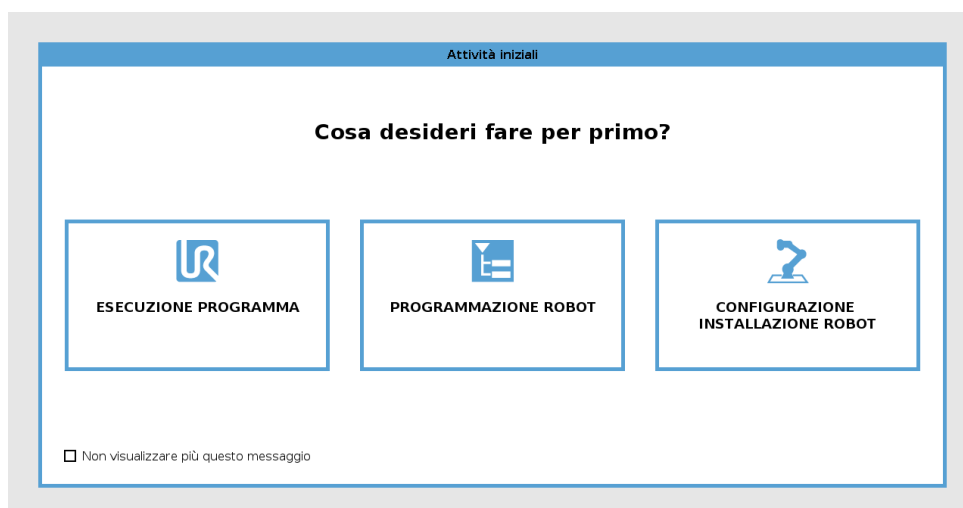 Attività iniziali
Cosa desideri fare per primo?
ESECUZIONE PROGRAMMA
PROGRAMMAZIONE ROBOT
CONFIGURAZIONE
INSTALLAZIONE ROBOT
Non visualizzare più questo messaggio